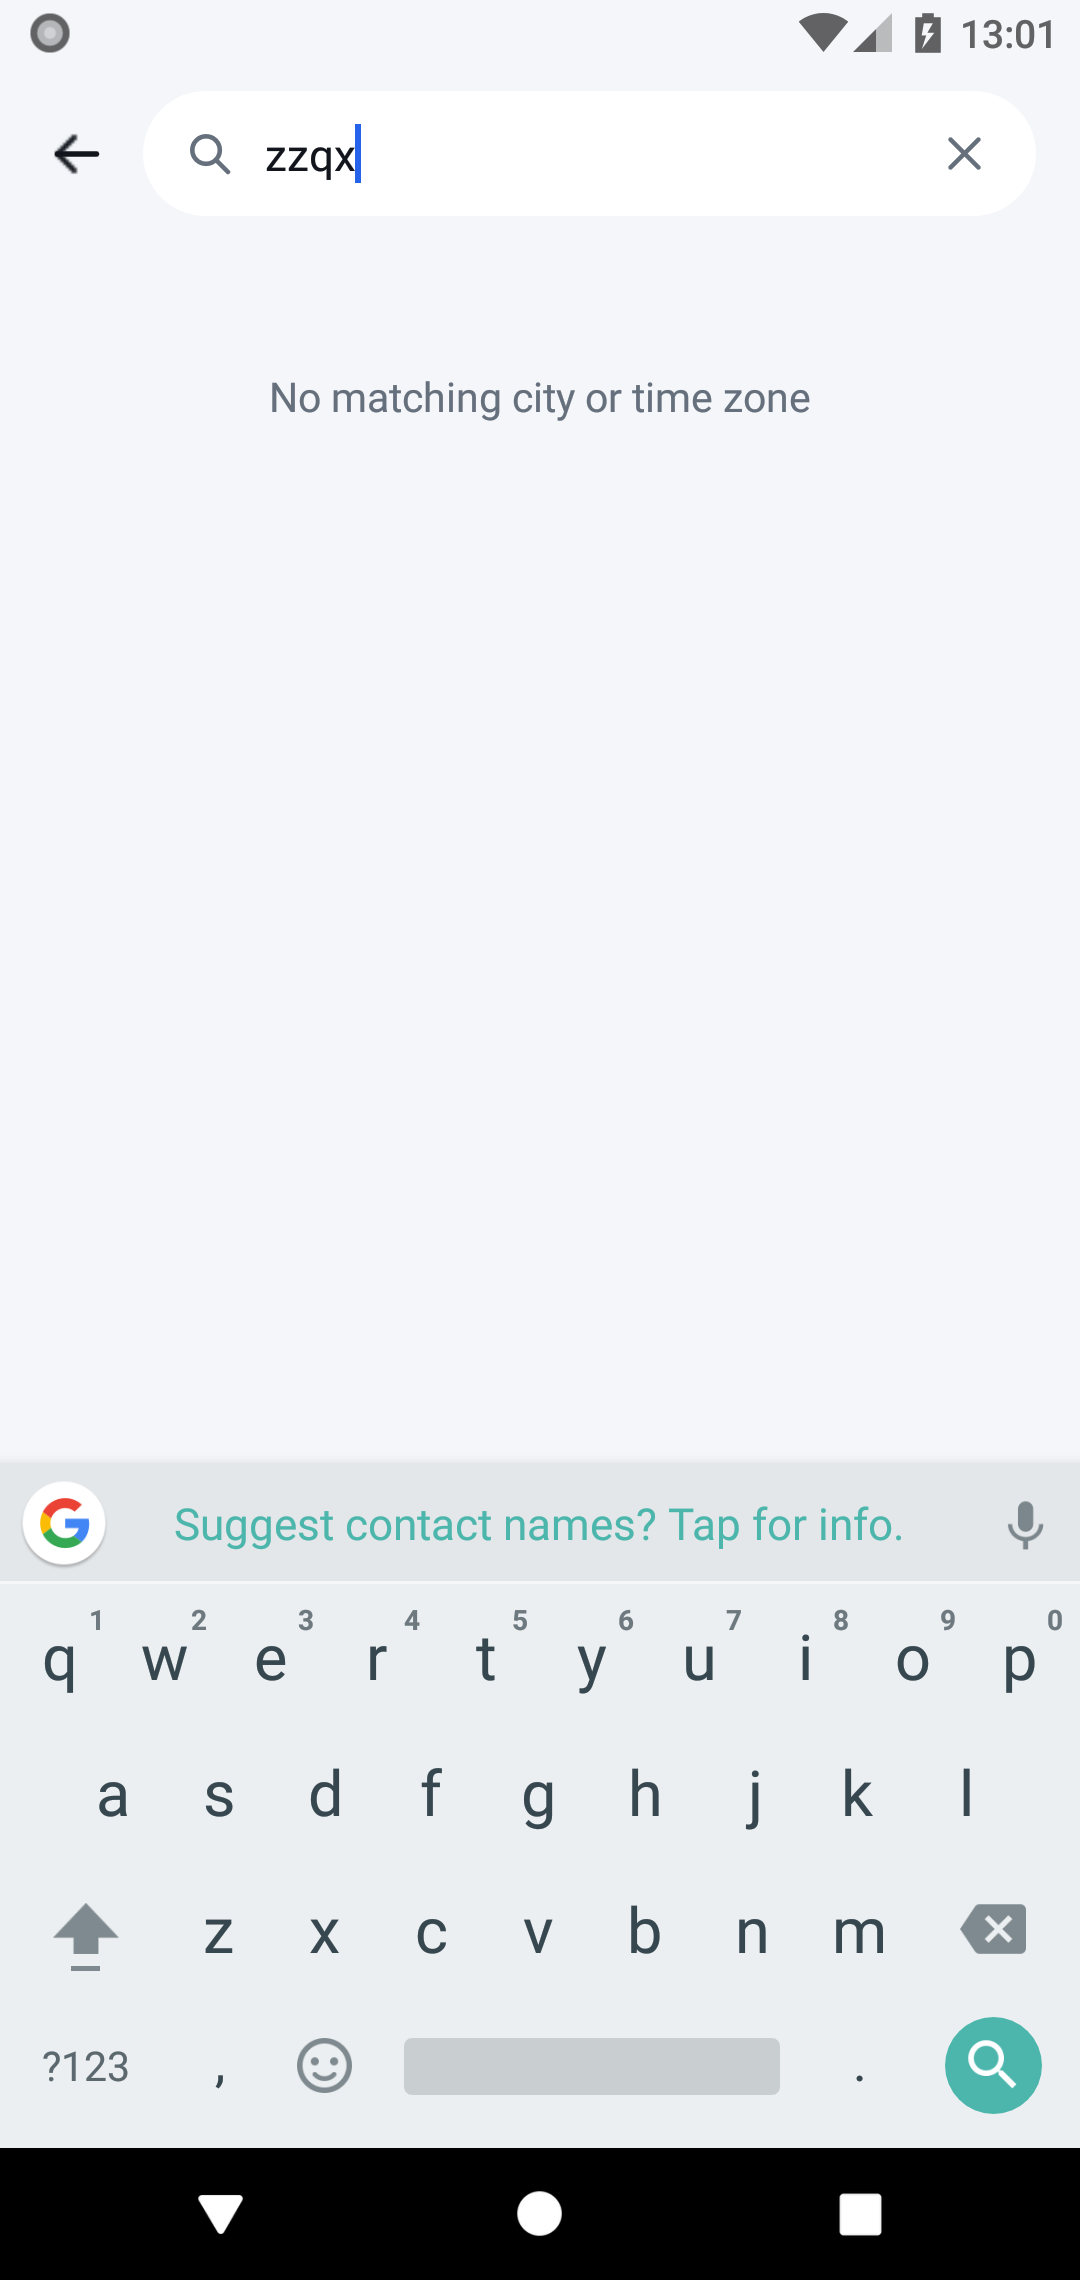 13:01
zzqx
No matching city or time zone
Suggest contact names? Tap for info.
1 2 3 4 5 6 7 8 9 0
q w e r t y u i o p
a s d f g h j k l
z x c v b n m
?123 , .